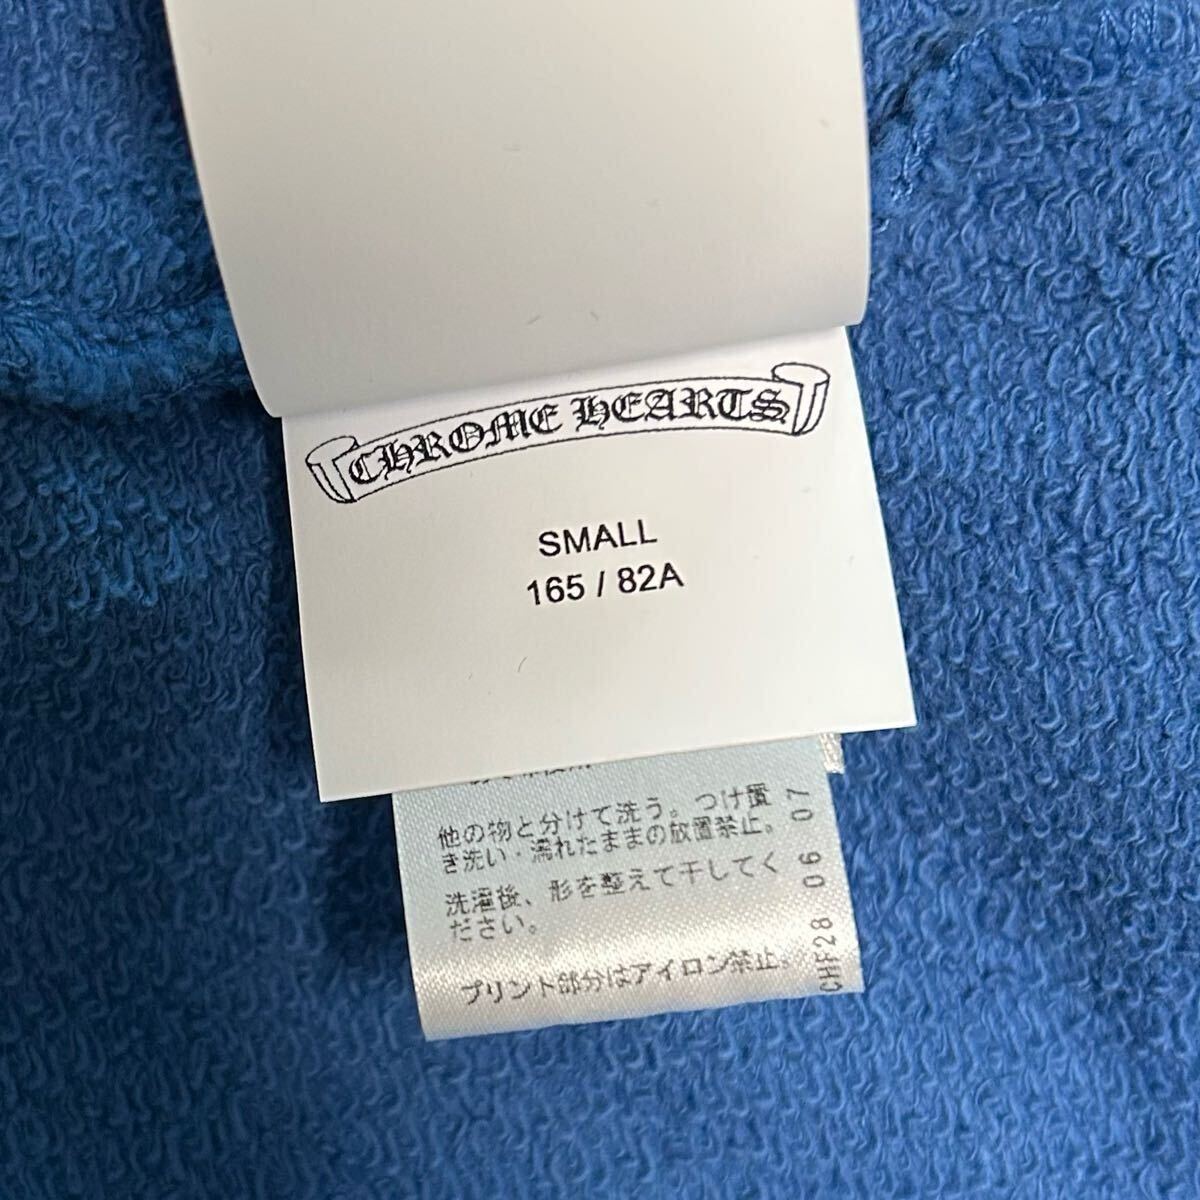 CHROME HEARTS
SMALL
165 / 82A
他の物と分けて洗う。つけ置
き洗い・濡れたままの放置禁止。
洗濯後、形を整えて干してく
ださい。
プリント部分はアイロン禁止。
CHF28 06 07